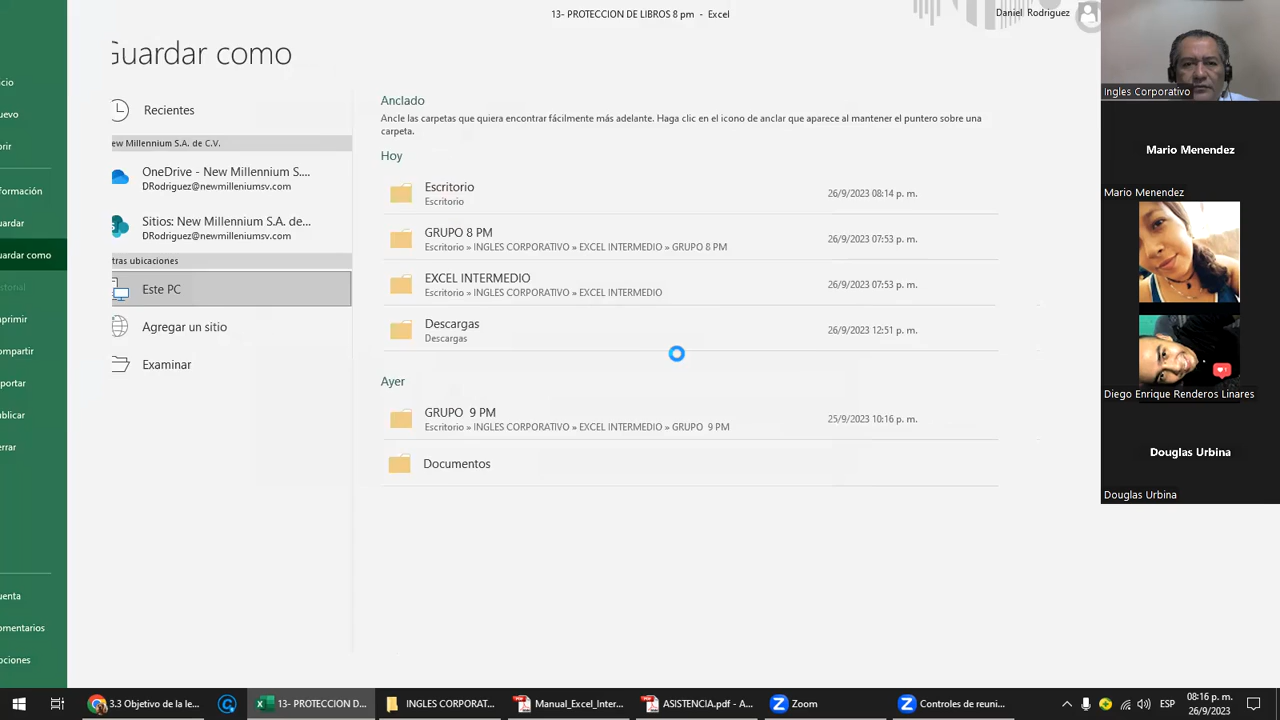 13- PROTECCION DE LIBROS 8 pm - Excel
Daniel Rodriguez
Guardar como
icio
uevo
rir
formación
ardar
uardar como
storial
primir
ompartir
portar
ublicar
errar
uenta
omentarios
pciones
Recientes
ew Millennium S.A. de C.V.
OneDrive - New Millennium S....
DRodriguez@newmilleniumsv.com
Sitios: New Millennium S.A. de...
DRodriguez@newmilleniumsv.com
tras ubicaciones
Este PC
Agregar un sitio
Examinar
Anclado
Ancle las carpetas que quiera encontrar fácilmente más adelante. Haga clic en el icono de anclar que aparece al mantener el puntero sobre una
carpeta.
Hoy
Escritorio
Escritorio
26/9/2023 08:14 p. m.
GRUPO 8 PM
Escritorio » INGLES CORPORATIVO » EXCEL INTERMEDIO » GRUPO 8 PM
26/9/2023 07:53 p. m.
EXCEL INTERMEDIO
Escritorio » INGLES CORPORATIVO » EXCEL INTERMEDIO
26/9/2023 07:53 p. m.
Descargas
Descargas
26/9/2023 12:51 p. m.
Ayer
GRUPO 9 PM
Escritorio » INGLES CORPORATIVO » EXCEL INTERMEDIO » GRUPO 9 PM
25/9/2023 10:16 p. m.
Documentos
Ingles Corporativo
Mario Menendez
Mario Menendez
Diego Enrique Renderos Linares
Douglas Urbina
Douglas Urbina
3.3 Objetivo de la le...
13- PROTECCION D...
INGLES CORPORAT...
Manual_Excel_Inter...
ASISTENCIA.pdf - A...
Zoom
Controles de reuni...
ESP
08:16 p. m.
26/9/2023